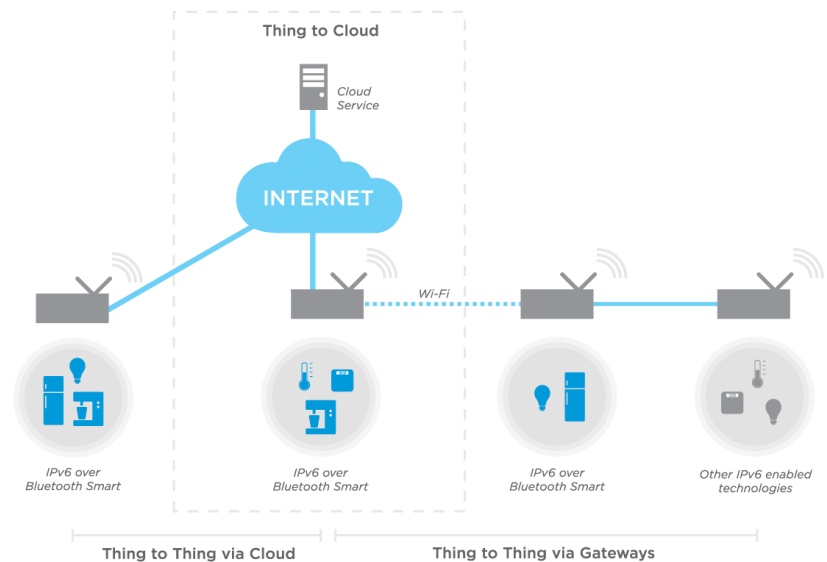 Thing to Cloud
Cloud
Service
INTERNET
Wi-Fi
IPv6 over
Bluetooth Smart
IPv6 over
Bluetooth Smart
IPv6 over
Bluetooth Smart
Other IPv6 enabled
technologies
Thing to Thing via Cloud
Thing to Thing via Gateways